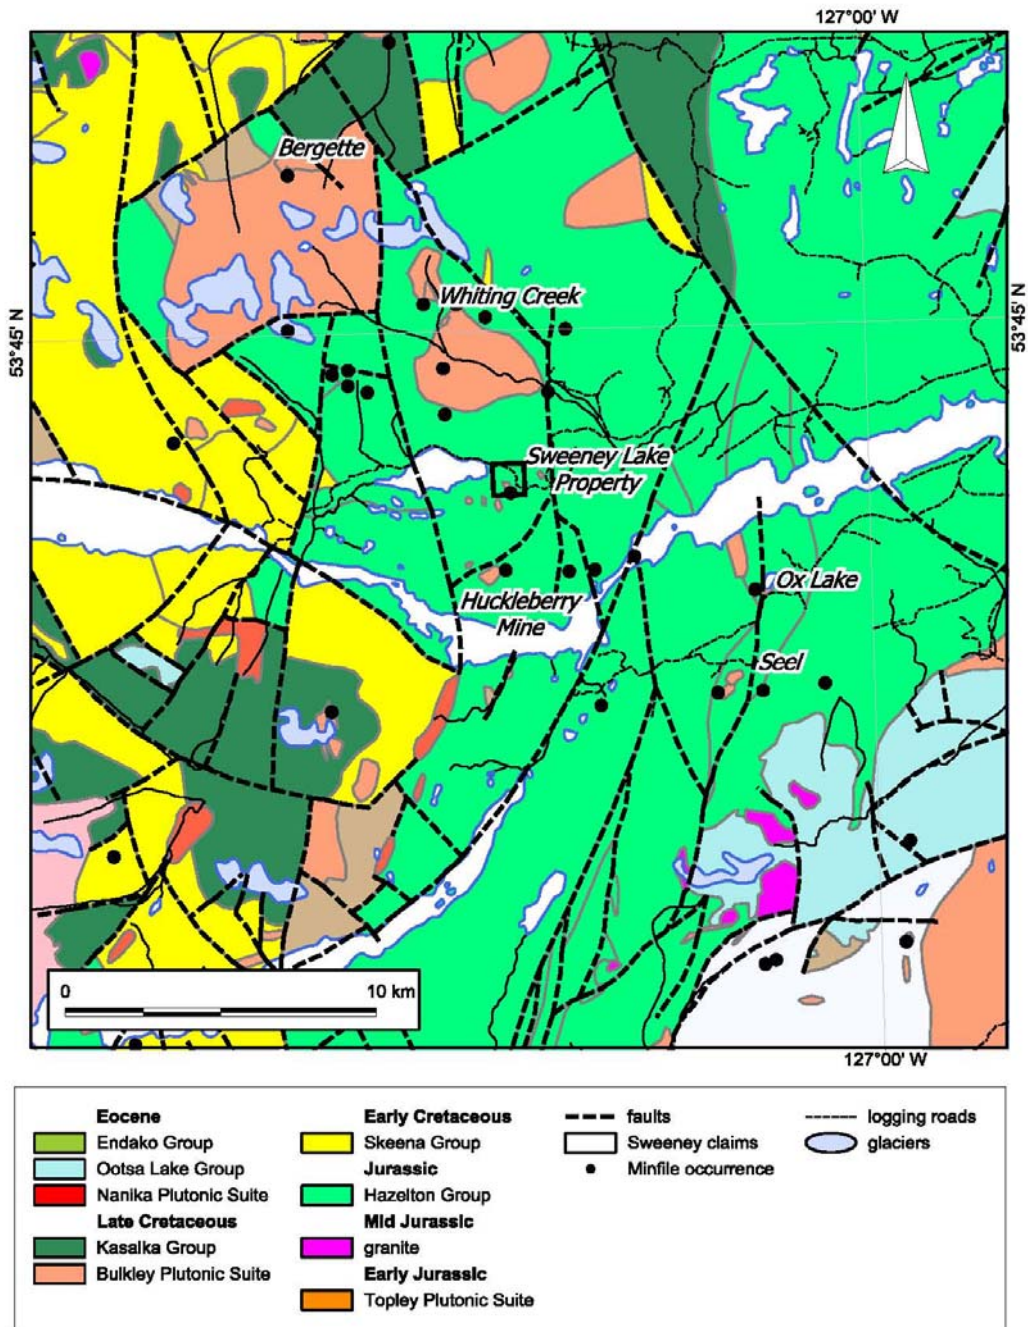 127°00' W
Bergette
Whiting Creek
53°45' N
53°45' N
Sweeney Lake
Property
Huckleberry
Mine
Ox Lake
Seel
0 10 km
127°00' W
Eocene
Endako Group
Ootsa Lake Group
Nanika Plutonic Suite
Late Cretaceous
Kasalka Group
Bulkley Plutonic Suite
Early Cretaceous
Skeena Group
Jurassic
Hazelton Group
Mid Jurassic
granite
Early Jurassic
Topley Plutonic Suite
faults
Sweeney claims
Minfile occurrence
logging roads
glaciers